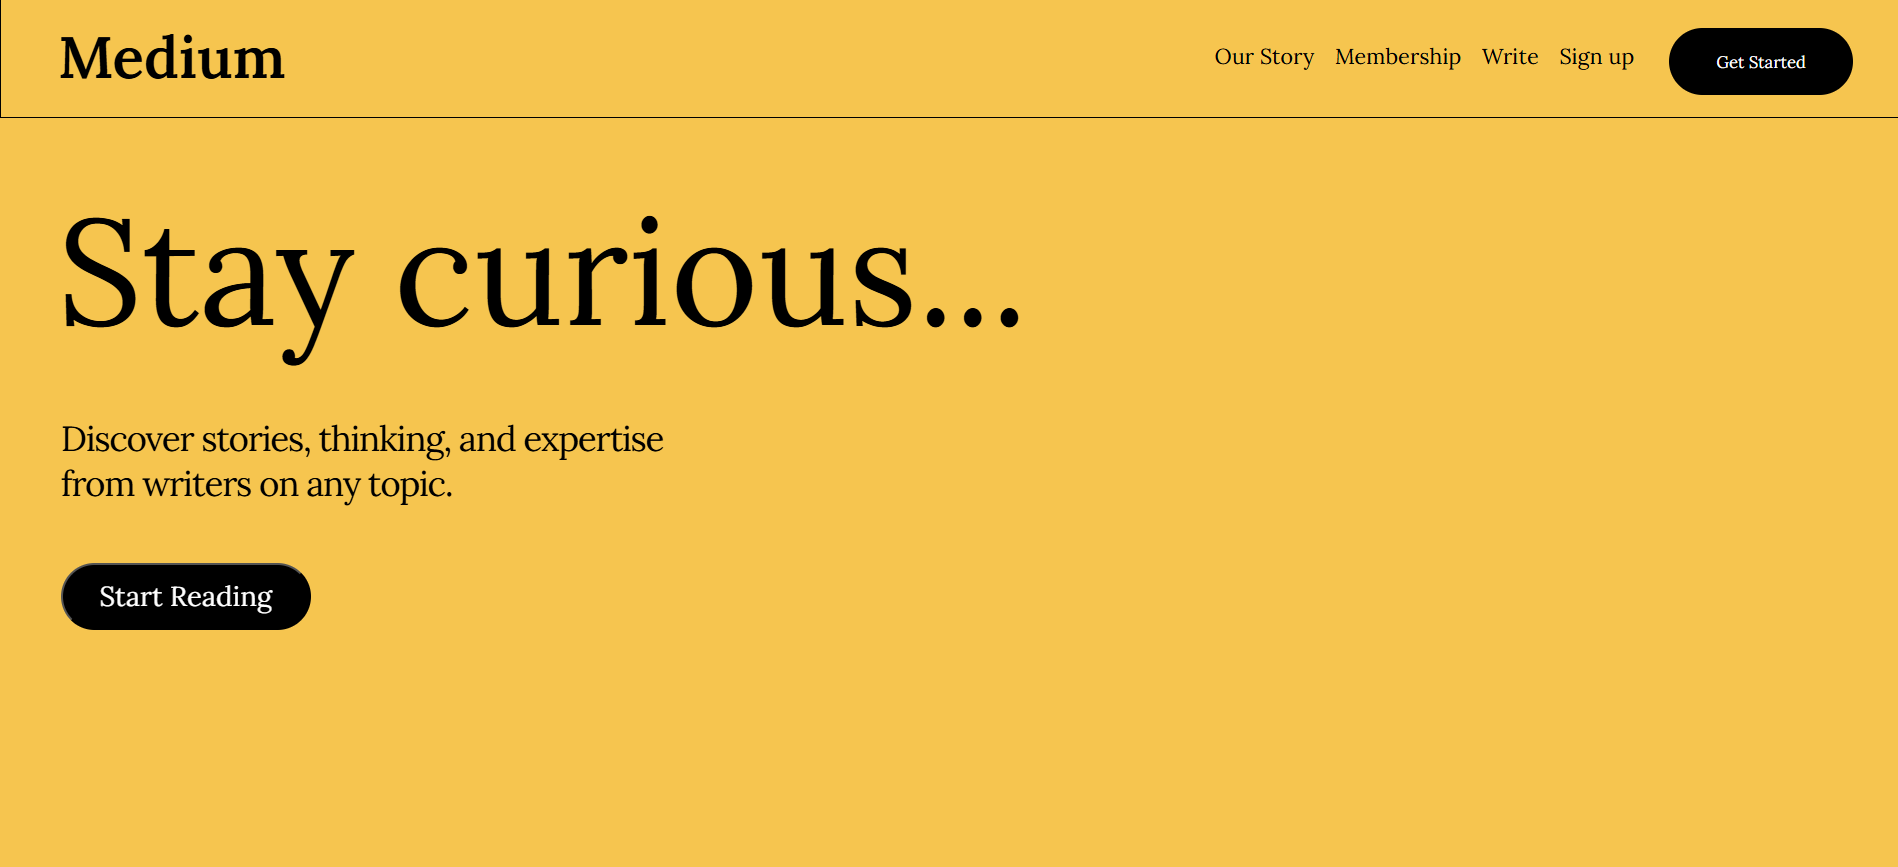 Medium
Our Story
Membership
Write
Sign up
Get Started
Stay curious...
Discover stories, thinking, and expertise
from writers on any topic.
Start Reading